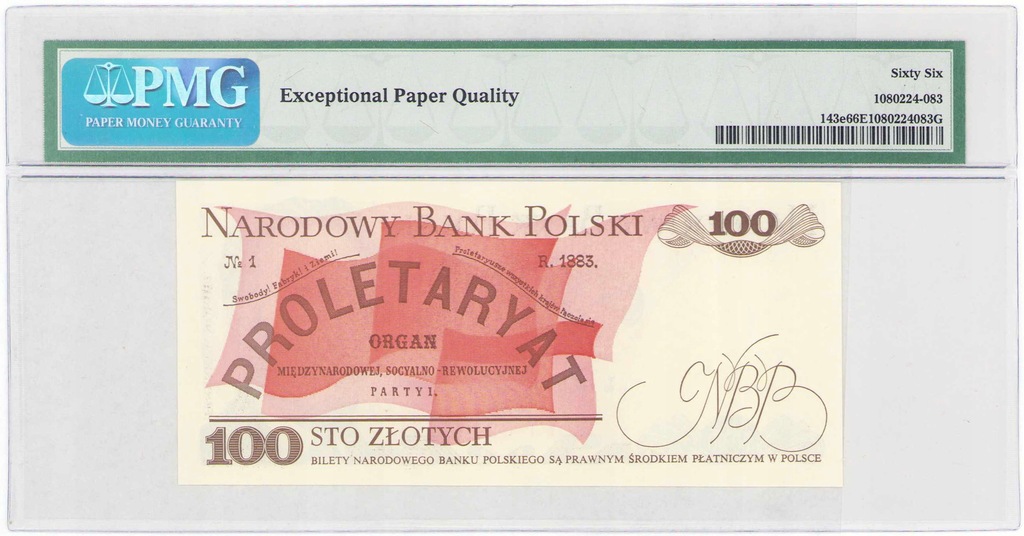 PMG
PAPER MONEY GUARANTY
Exceptional Paper Quality
Sixty Six
1080224-083
143e66E1080224083G
NARODOWY BANK POLSKI
100
№ 1
R. 1883.
Swobody! Fabryk! i Ziemi!
Proletaryusze wszystkich krajów łączcie się
PROLETARYAT
ORGAN
MIĘDZYNARODOWEJ, SOCYALNO-REWOLUCYJNEJ
PARTYI.
NBP
100 STO ZŁOTYCH
BILETY NARODOWEGO BANKU POLSKIEGO SĄ PRAWNYM ŚRODKIEM PŁATNICZYM W POLSCE